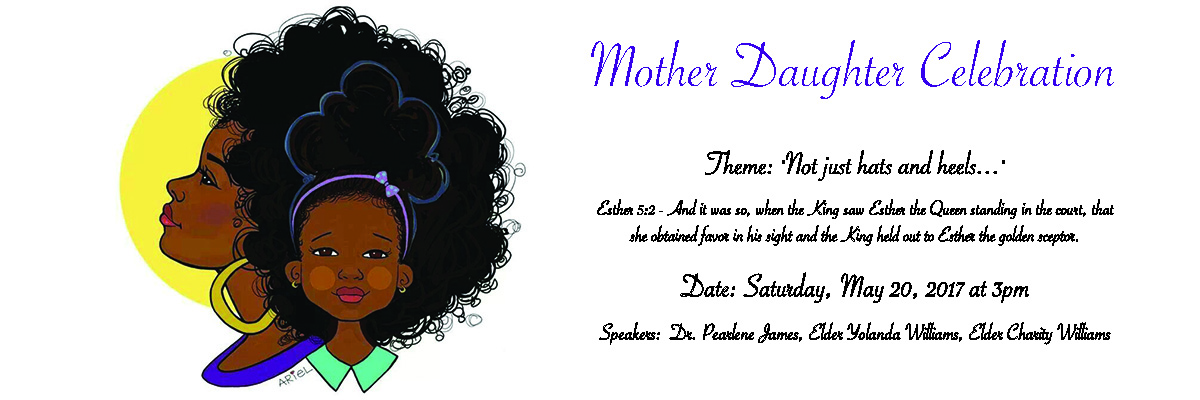 Mother Daughter Celebration
Theme: "Not just hats and heels..."
Esther 5:2 - And it was so, when the King saw Esther the Queen standing in the court, that
she obtained favor in his sight and the King held out to Esther the golden sceptor.
Date: Saturday, May 20, 2017 at 3pm
Speakers: Dr. Pearlene James, Elder Yolanda Williams, Elder Charity Williams
ARieL